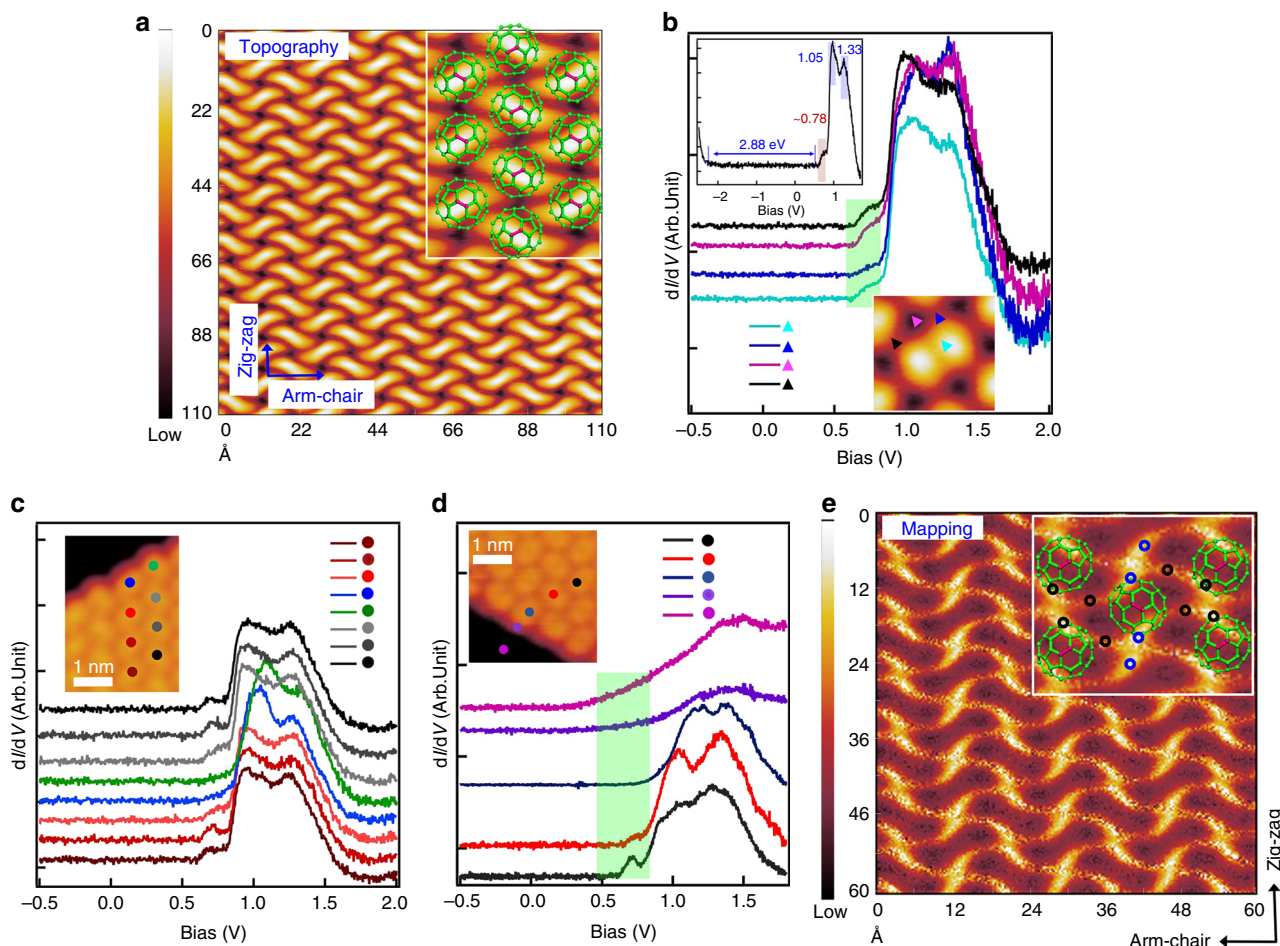 a
0
22
44
66
88
110
Low
Topography
Zig-zag
Arm-chair
0 22 44 66 88 110
Å
b
dI/dV (Arb.Unit)
1.05
1.33
~0.78
2.88 eV
−2 −1 0 1
Bias (V)
−0.5 0.0 0.5 1.0 1.5 2.0
Bias (V)
c
dI/dV (Arb.Unit)
1 nm
−0.5 0.0 0.5 1.0 1.5 2.0
Bias (V)
d
dI/dV (Arb.Unit)
1 nm
−0.5 0.0 0.5 1.0 1.5
Bias (V)
e
0
12
24
36
46
60
Low
Mapping
0 12 24 36 48 60
Å
Arm-chair
Zig-zag